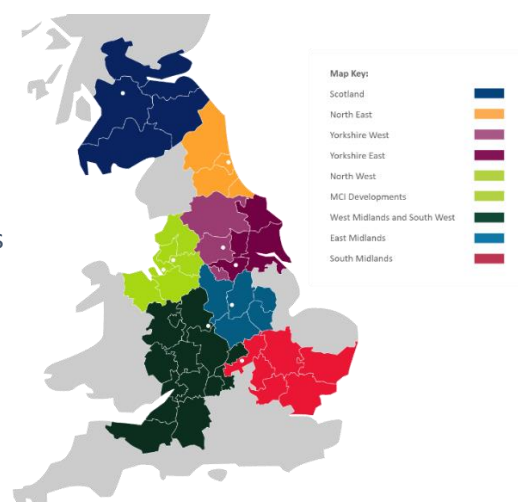 s
Map Key:
Scotland
North East
Yorkshire West
Yorkshire East
North West
MCI Developments
West Midlands and South West
East Midlands
South Midlands